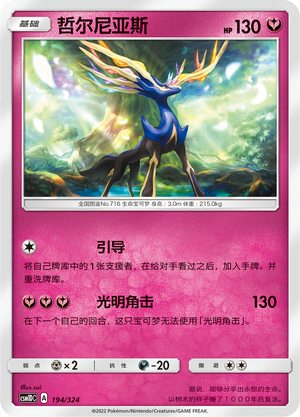 基础 哲尔尼亚斯 HP 130
全国图鉴No.716 生命宝可梦 身高：3.0m 体重：215.0kg
引导
将自己牌库中的1张支援者，在给对手看过之后，加入手牌。并
重洗牌库。
光明角击 130
在下一个自己的回合，这只宝可梦无法使用「光明角击」。
弱点 ×2 抗性 -20 撤退
Illus.sui
CSM1DC A 194/324
据说，能够分享出永恒的生命。
以树木的样子睡了１０００年后复活。
©2022 Pokémon/Nintendo/Creatures/GAME FREAK.